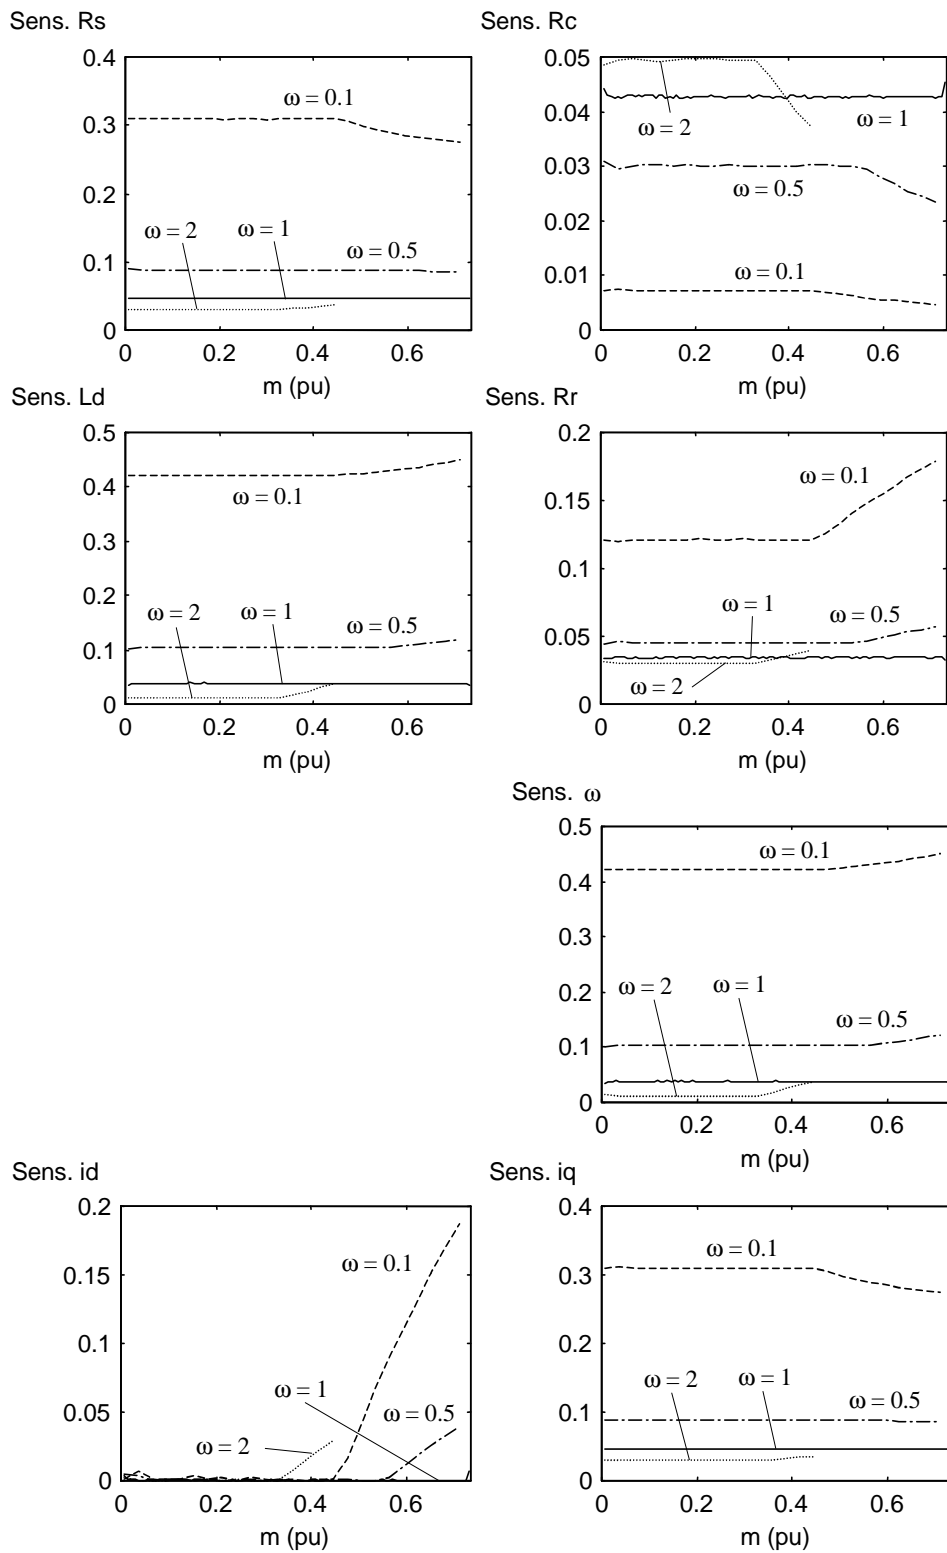 Sens. Rs
0.4
0.3
0.2
0.1
0
ω = 0.1
ω = 2
ω = 1
ω = 0.5
0
0.2
0.4
0.6
m (pu)
Sens. Rc
0.05
0.04
0.03
0.02
0.01
0
ω = 2
ω = 1
ω = 0.5
ω = 0.1
0
0.2
0.4
0.6
m (pu)
Sens. Ld
0.5
0.4
0.3
0.2
0.1
0
ω = 0.1
ω = 2
ω = 1
ω = 0.5
0
0.2
0.4
0.6
m (pu)
Sens. Rr
0.2
0.15
0.1
0.05
0
ω = 0.1
ω = 1
ω = 0.5
ω = 2
0
0.2
0.4
0.6
m (pu)
Sens. ω
0.5
0.4
0.3
0.2
0.1
0
ω = 0.1
ω = 2
ω = 1
ω = 0.5
0
0.2
0.4
0.6
m (pu)
Sens. id
0.2
0.15
0.1
0.05
0
ω = 0.1
ω = 1
ω = 0.5
ω = 2
0
0.2
0.4
0.6
m (pu)
Sens. iq
0.4
0.3
0.2
0.1
0
ω = 0.1
ω = 2
ω = 1
ω = 0.5
0
0.2
0.4
0.6
m (pu)